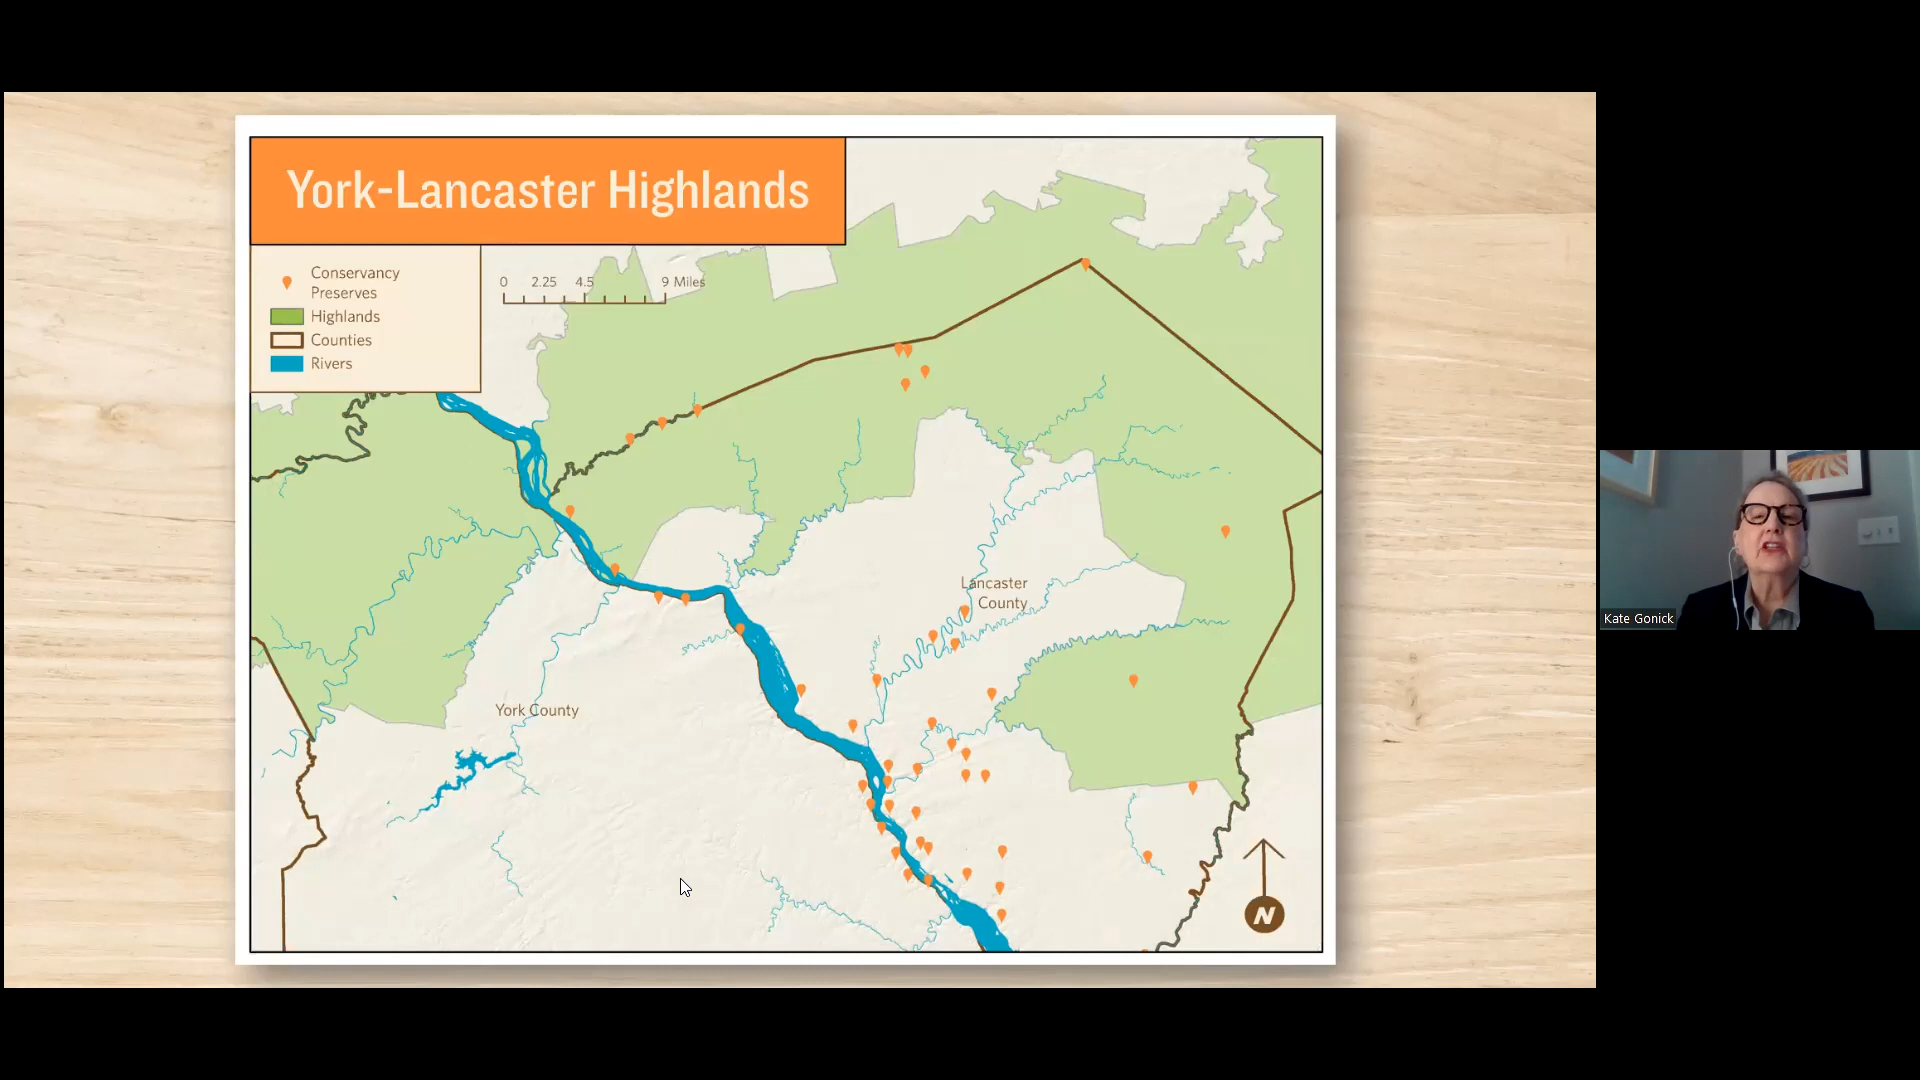 York-Lancaster Highlands
Conservancy
Preserves
Highlands
Counties
Rivers
0 2.25 4.5 9 Miles
Lancaster
County
York County
N
Kate Gonick